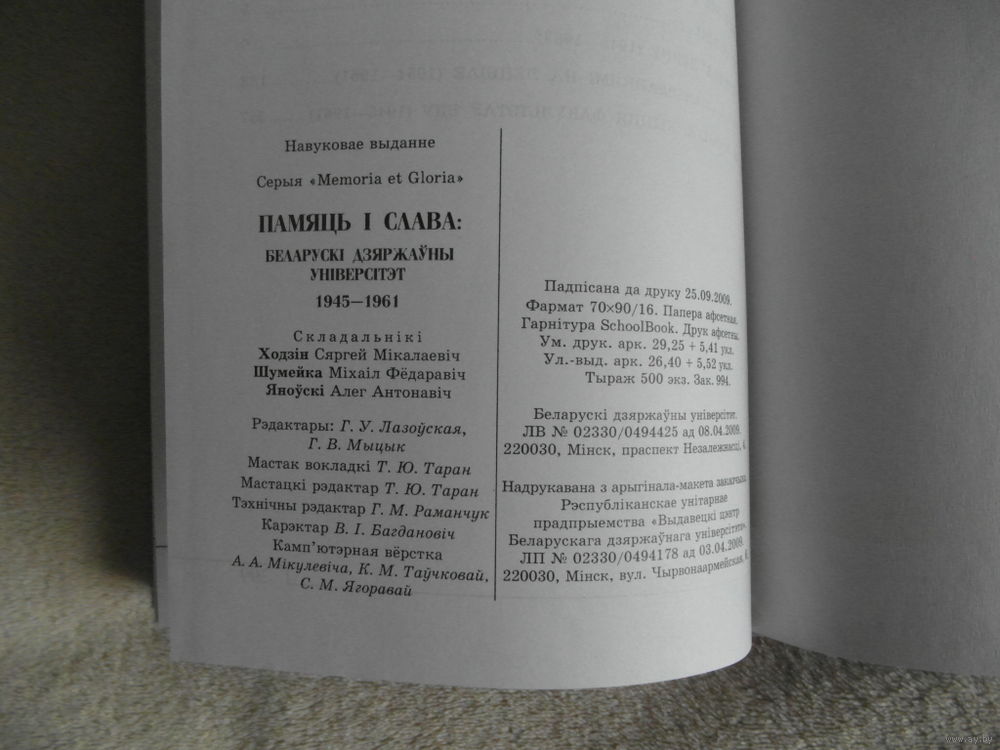 Навуковае выданне
Серыя «Memoria et Gloria»
ПАМЯЦЬ І СЛАВА:
БЕЛАРУСКІ ДЗЯРЖАЎНЫ
УНІВЕРСІТЭТ
1945—1961
Складальнікі
Ходзін Сяргей Мікалаевіч
Шумейка Міхаіл Фёдаравіч
Яноўскі Алег Антонавіч
Рэдактары: Г. У. Лазоўская,
Г. В. Мыцык
Мастак вокладкі Т. Ю. Таран
Мастацкі рэдактар Т. Ю. Таран
Тэхнічны рэдактар Г. М. Раманчук
Карэктар В. І. Багдановіч
Камп'ютэрная вёрстка
А. А. Мікулевіча, К. М. Таўчковай,
С. М. Ягоравай
Падпісана да друку 25.09.2009.
Фармат 70×90/16. Папера афсетная.
Гарнітура SchoolBook. Друк афсетны.
Ум. друк. арк. 29,25 + 5,41 укл.
Ул.-выд. арк. 26,40 + 5,52 укл.
Тыраж 500 экз. Зак. 994.
Беларускі дзяржаўны універсітэт.
ЛВ № 02330/0494425 ад 08.04.2009.
220030, Мінск, праспект Незалежнасці, 4.
Надрукавана з арыгінала-макета заказчыка.
Рэспубліканскае унітарнае
прадпрыемства «Выдавецкі цэнтр
Беларускага дзяржаўнага універсітэта».
ЛП № 02330/0494178 ад 03.04.2009.
220030, Мінск, вул. Чырвонаармейская, 6.
www.ay.by